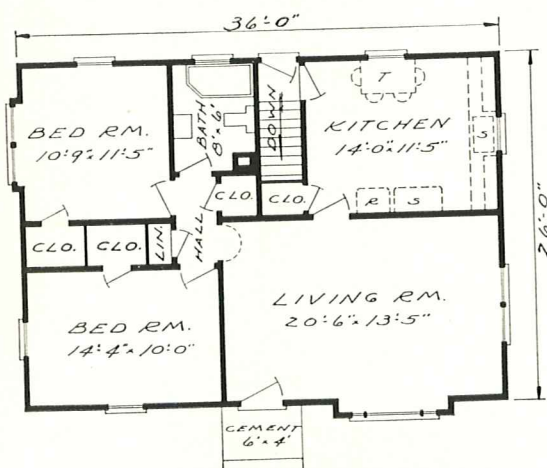 36'-0"
BED RM.
10'-9" x 11'-5"
BATH
8' x 6'
DOWN
T
KITCHEN
14'-0" x 11'-5"
S
26'-0"
CLO.
CLO.
R
S
CLO.
CLO.
LIN.
HALL
BED RM.
14'-4" x 10'-0"
LIVING RM.
20'-6" x 13'-5"
CEMENT
6' x 4'